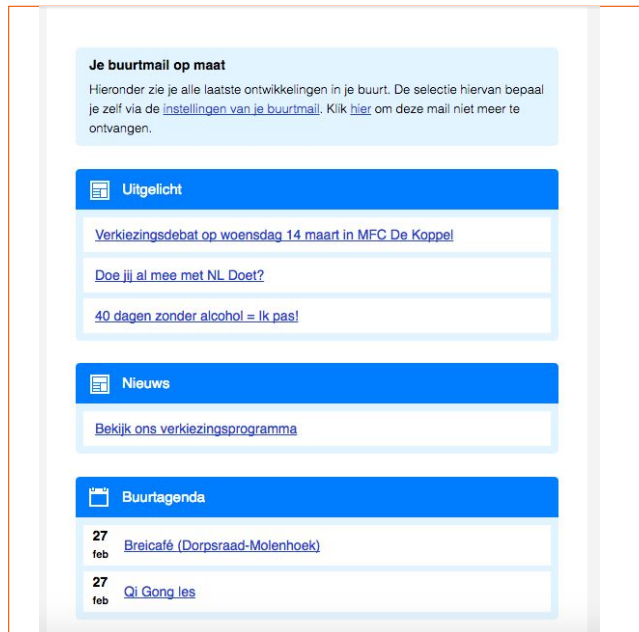 Je buurtmail op maat
Hieronder zie je alle laatste ontwikkelingen in je buurt. De selectie hiervan bepaal
je zelf via de instellingen van je buurtmail. Klik hier om deze mail niet meer te
ontvangen.
Uitgelicht
Verkiezingsdebat op woensdag 14 maart in MFC De Koppel
Doe jij al mee met NL Doet?
40 dagen zonder alcohol = Ik pas!
Nieuws
Bekijk ons verkiezingsprogramma
Buurtagenda
27
feb
Breicafé (Dorpsraad-Molenhoek)
27
feb
Qi Gong les